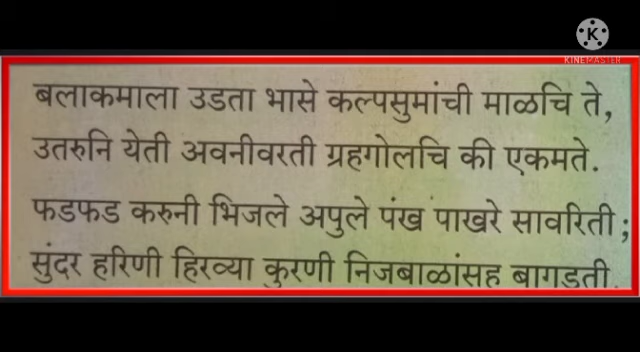 K
KINEMASTER
बलाकमाला उडता भासे कल्पसुमांची माळचि ते,
उतरुनि येती अवनीवरती ग्रहगोलचि की एकमते.
फडफड करुनी भिजले अपुले पंख पाखरे सावरिती;
सुंदर हरिणी हिरव्या कुरणी निजबाळांसह बागडती.